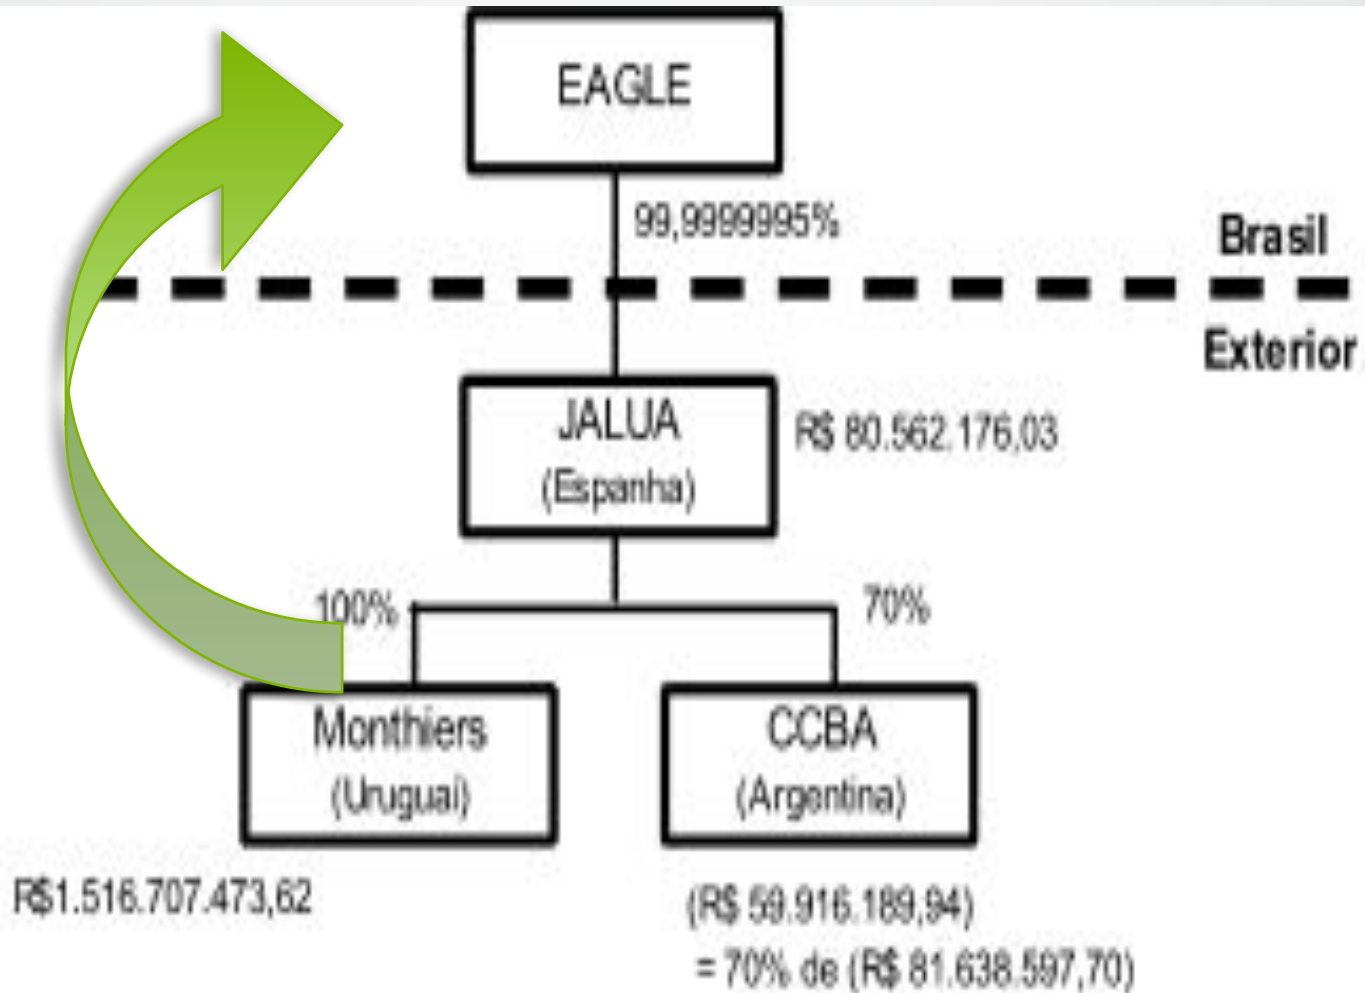 EAGLE
99,9999995%
Brasil
Exterior
JALUA
(Espanha)
R$ 80.562.176,03
100%
70%
Monthiers
(Uruguai)
CCBA
(Argentina)
R$1.516.707.473,62
(R$ 59.916.189,94)
= 70% de (R$ 81.638.597,70)